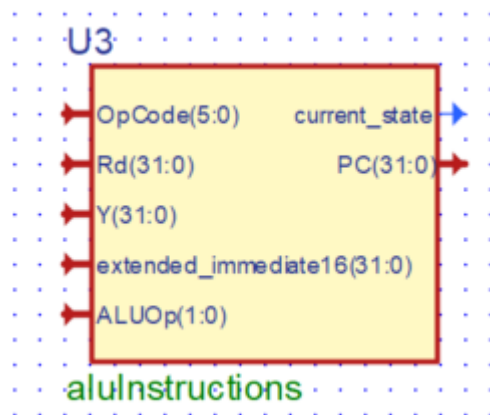 U3
OpCode(5:0) current_state
Rd(31:0) PC(31:0)
Y(31:0)
extended_immediate16(31:0)
ALUOp(1:0)
aluInstructions